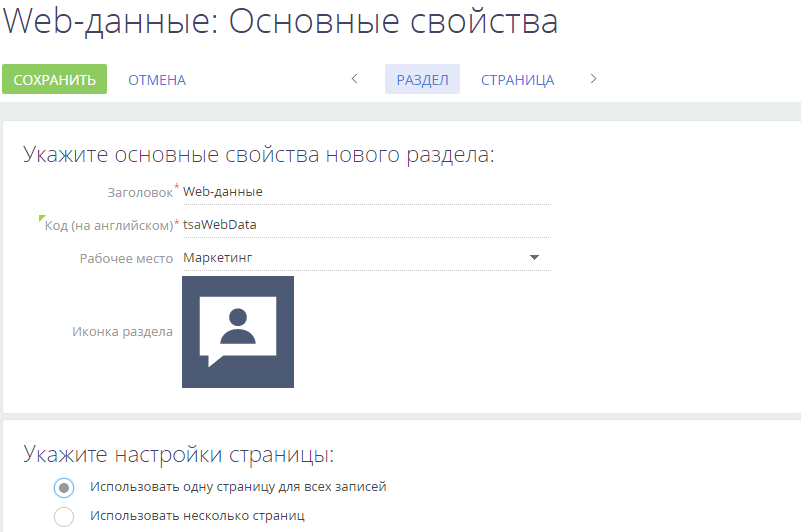 Web-данные: Основные свойства
СОХРАНИТЬ ОТМЕНА РАЗДЕЛ СТРАНИЦА
Укажите основные свойства нового раздела:
Заголовок* Web-данные
Код (на английском)* tsaWebData
Рабочее место Маркетинг
Иконка раздела
Укажите настройки страницы:
Использовать одну страницу для всех записей
Использовать несколько страниц